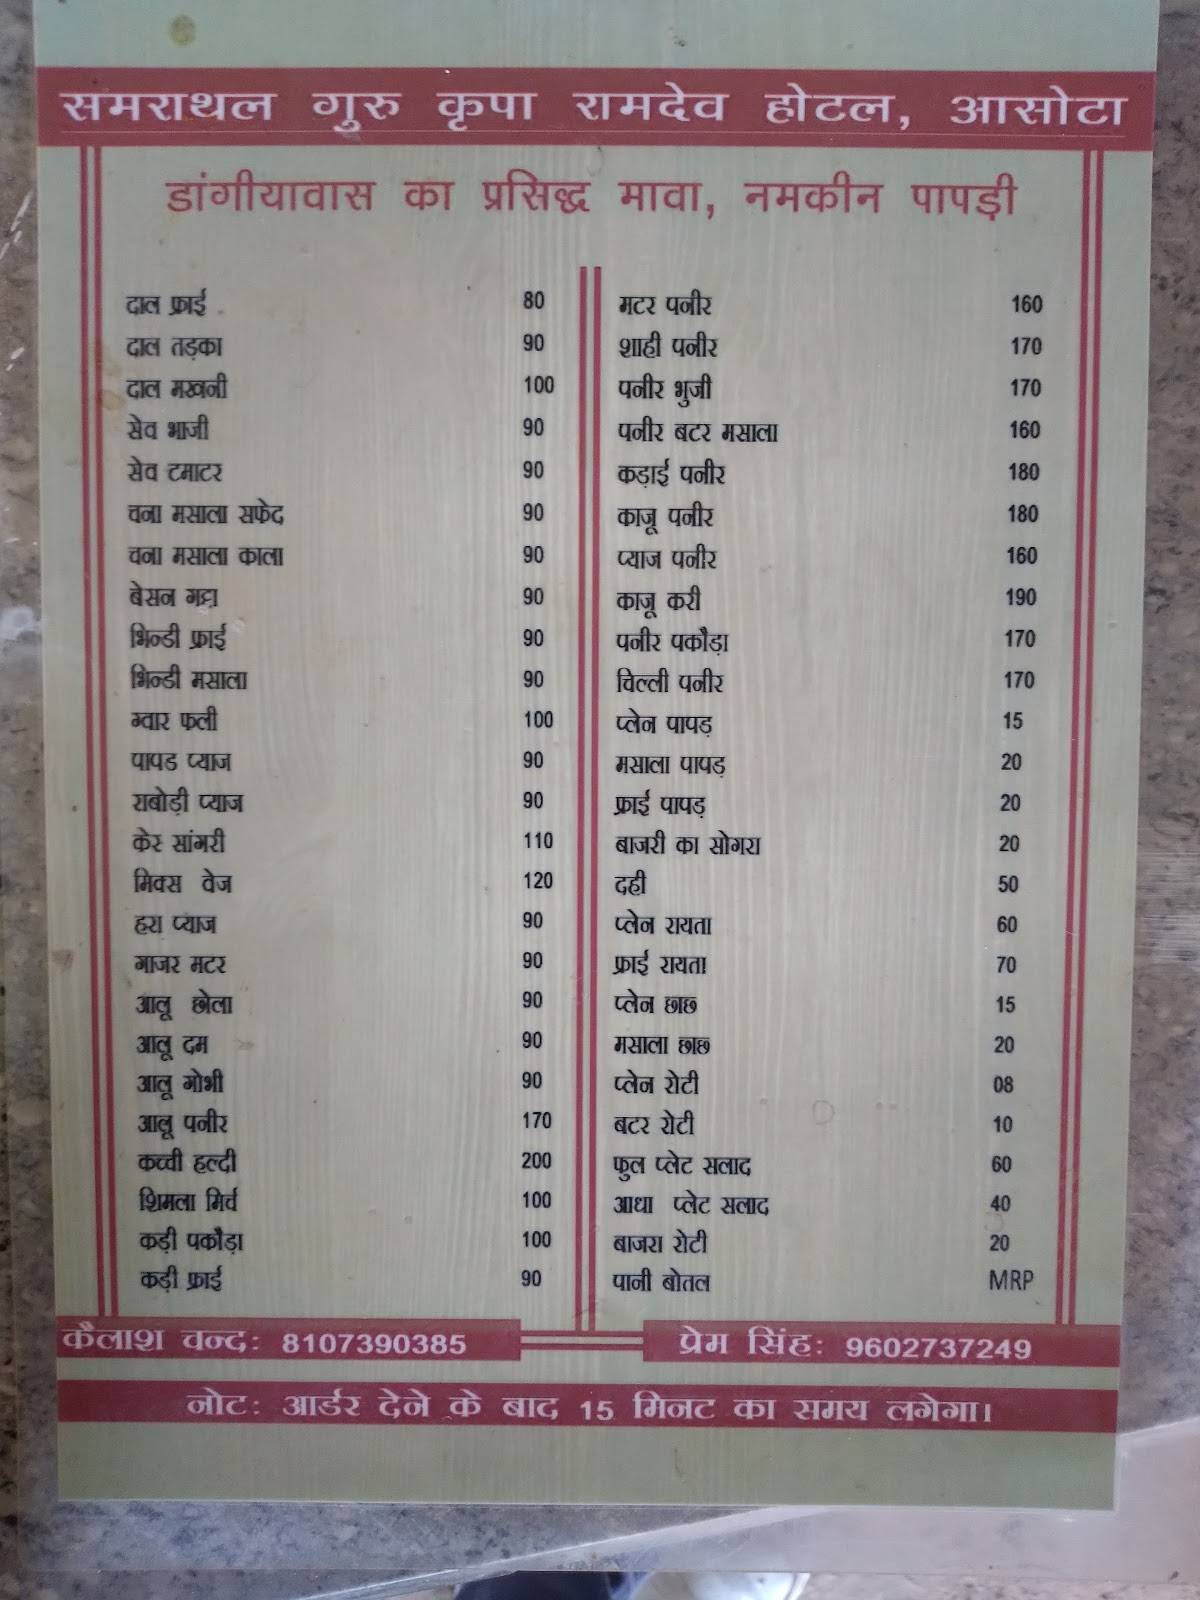 समराथल गुरु कृपा रामदेव होटल, आसोटा
डांगीयावास का प्रसिद्ध मावा, नमकीन पापड़ी
दाल फ्राई 80
दाल तड़का 90
दाल मखनी 100
सेव भाजी 90
सेव टमाटर 90
चना मसाला सफेद 90
चना मसाला काला 90
बेसन गट्टा 90
भिन्डी फ्राई 90
भिन्डी मसाला 90
ग्वार फली 100
पापड प्याज 90
राबोड़ी प्याज 90
केर सांगरी 110
मिक्स वेज 120
हरा प्याज 90
गाजर मटर 90
आलू छोला 90
आलू दम 90
आलू गोभी 90
आलू पनीर 170
कच्ची हल्दी 200
शिमला मिर्च 100
कड़ी पकौड़ा 100
कड़ी फ्राई 90
मटर पनीर 160
शाही पनीर 170
पनीर भुजी 170
पनीर बटर मसाला 160
कड़ाई पनीर 180
काजू पनीर 180
प्याज पनीर 160
काजू करी 190
पनीर पकौड़ा 170
चिल्ली पनीर 170
प्लेन पापड़ 15
मसाला पापड़ 20
फ्राई पापड़ 20
बाजरी का सोगरा 20
दही 50
प्लेन रायता 60
फ्राई रायता 70
प्लेन छाछ 15
मसाला छाछ 20
प्लेन रोटी 08
बटर रोटी 10
फुल प्लेट सलाद 60
आधा प्लेट सलाद 40
बाजरा रोटी 20
पानी बोतल MRP
कैलाश चन्द: 8107390385
प्रेम सिंह: 9602737249
नोट: आर्डर देने के बाद 15 मिनट का समय लगेगा।